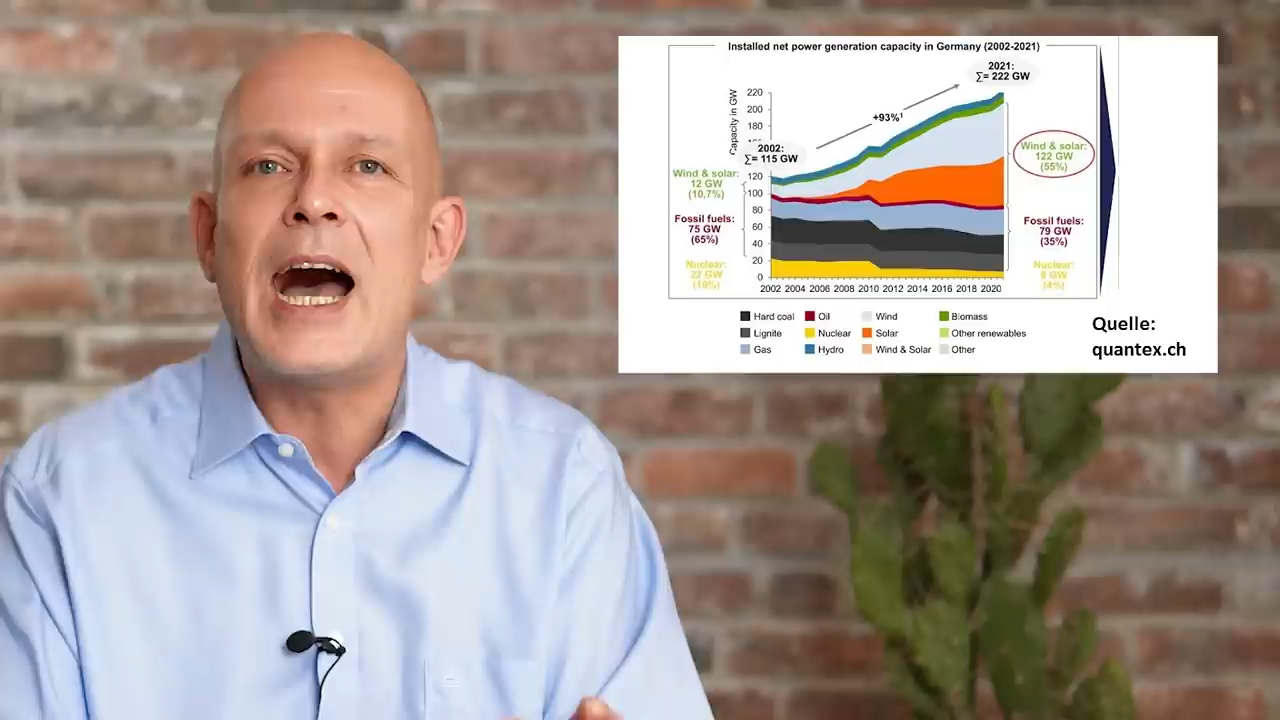 Installed net power generation capacity in Germany (2002-2021)
2021:
∑= 222 GW
+93%¹
Capacity in GW
220
200
180
2002:
∑= 115 GW
120
100
80
60
40
20
0
2002 2004 2006 2008 2010 2012 2014 2016 2018 2020
Wind & solar:
12 GW
(10,7%)
Fossil fuels:
75 GW
(65%)
Nuclear:
22 GW
(19%)
Wind & solar:
122 GW
(55%)
Fossil fuels:
79 GW
(35%)
Nuclear:
8 GW
(4%)
Hard coal Oil Wind Biomass
Lignite Nuclear Solar Other renewables
Gas Hydro Wind & Solar Other
Quelle:
quantex.ch